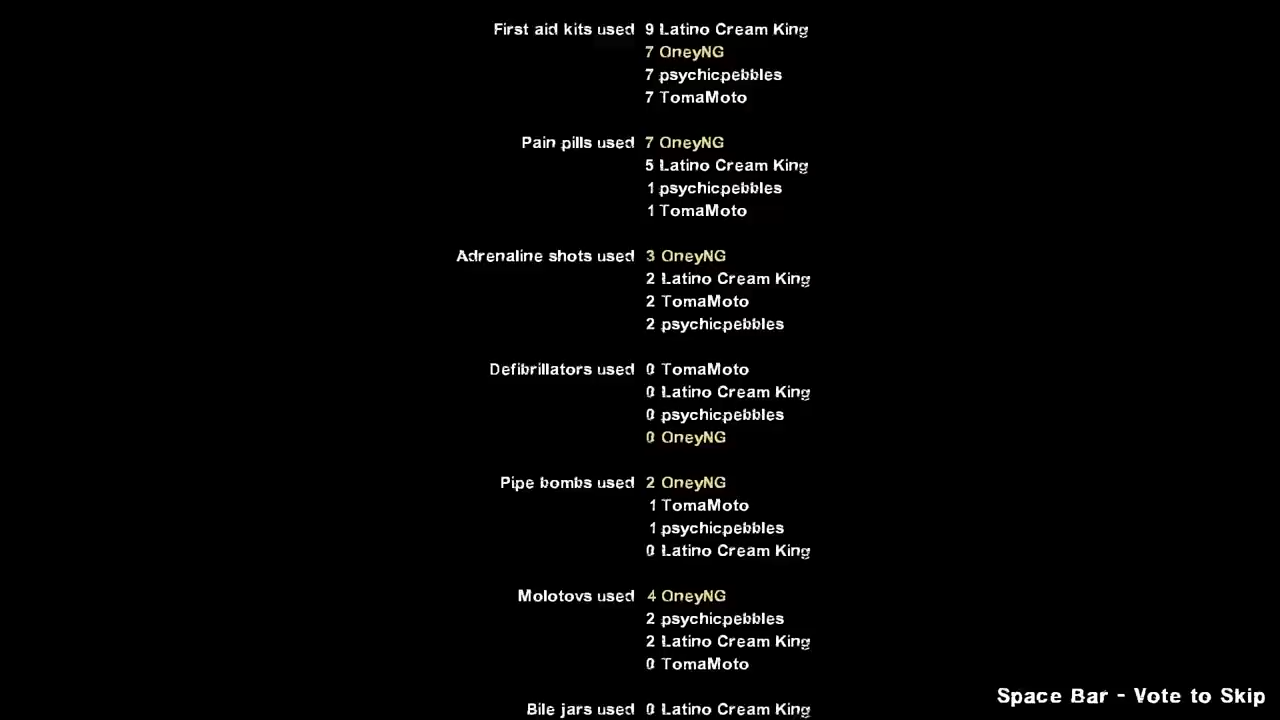 First aid kits used 9 Latino Cream King
7 OneyNG
7 psychicpebbles
7 TomaMoto
Pain pills used 7 OneyNG
5 Latino Cream King
1 psychicpebbles
1 TomaMoto
Adrenaline shots used 3 OneyNG
2 Latino Cream King
2 TomaMoto
2 psychicpebbles
Defibrillators used 0 TomaMoto
0 Latino Cream King
0 psychicpebbles
0 OneyNG
Pipe bombs used 2 OneyNG
1 TomaMoto
1 psychicpebbles
0 Latino Cream King
Molotovs used 4 OneyNG
2 psychicpebbles
2 Latino Cream King
0 TomaMoto
Bile jars used 0 Latino Cream King
Space Bar - Vote to Skip